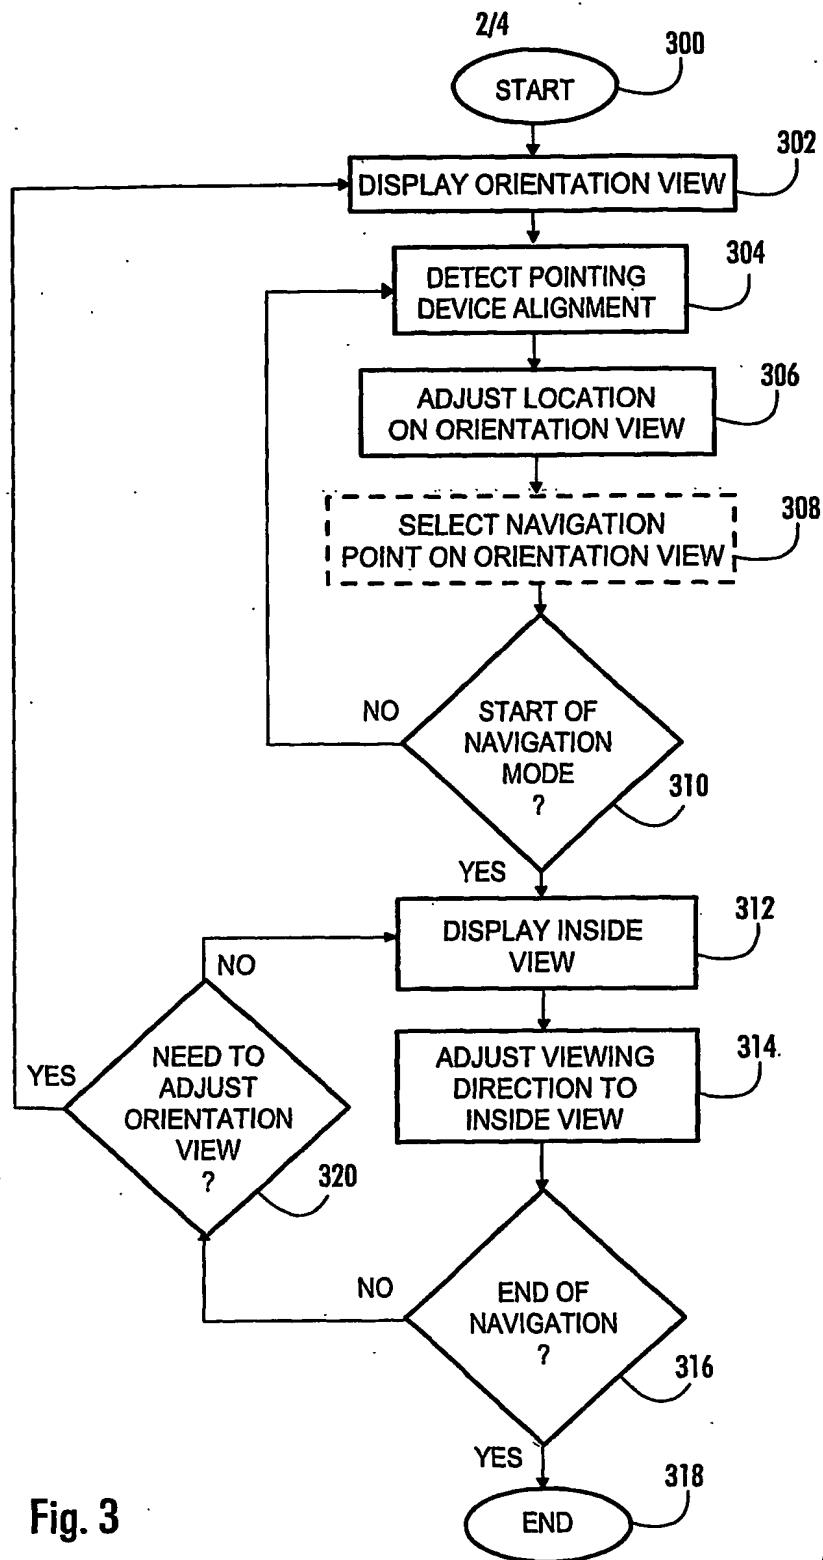 2/4
START
300
DISPLAY ORIENTATION VIEW
302
DETECT POINTING
DEVICE ALIGNMENT
304
ADJUST LOCATION
ON ORIENTATION VIEW
306
SELECT NAVIGATION
POINT ON ORIENTATION VIEW
308
START OF
NAVIGATION
MODE
?
310
NO
YES
DISPLAY INSIDE
VIEW
312
ADJUST VIEWING
DIRECTION TO
INSIDE VIEW
314
NO
YES
NEED TO
ADJUST
ORIENTATION
VIEW
?
320
NO
END OF
NAVIGATION
?
316
YES
END
318
Fig. 3